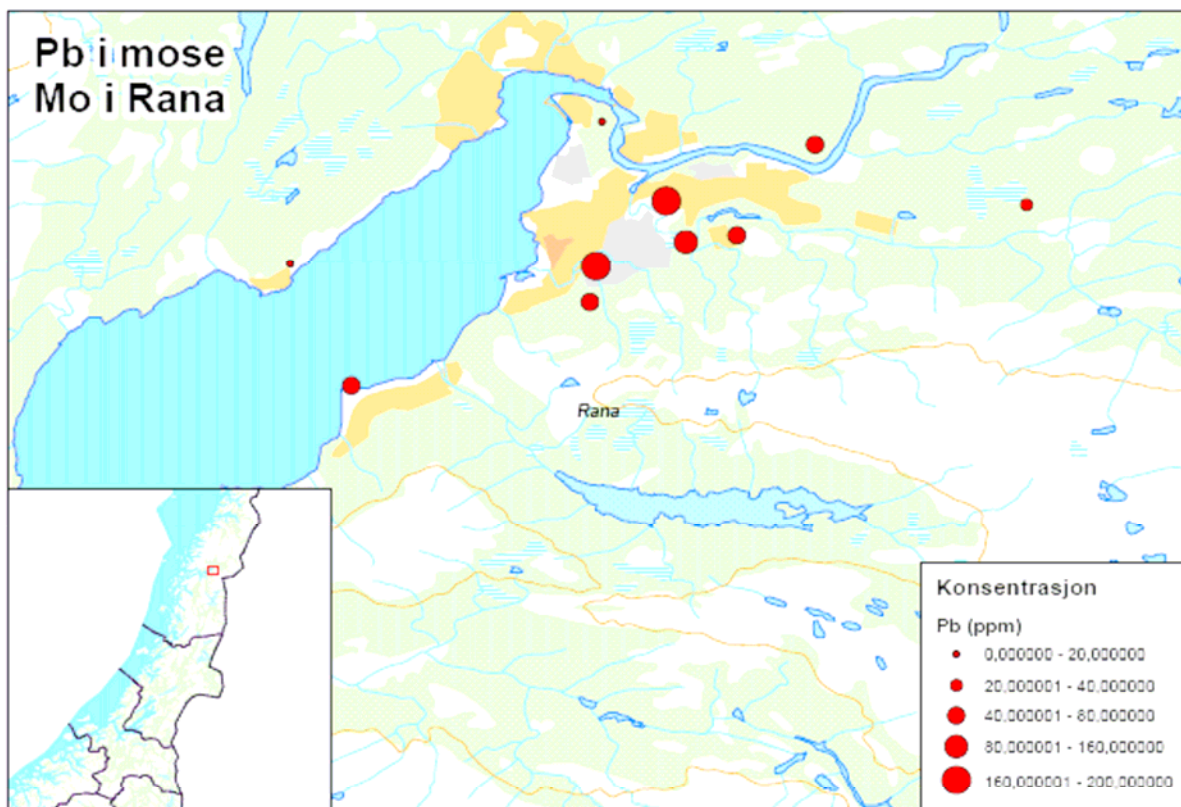 Pb i mose
Mo i Rana
Rana
Konsentrasjon
Pb (ppm)
0,000000 - 20,000000
20,000001 - 40,000000
40,000001 - 80,000000
80,000001 - 160,000000
160,000001 - 200,000000